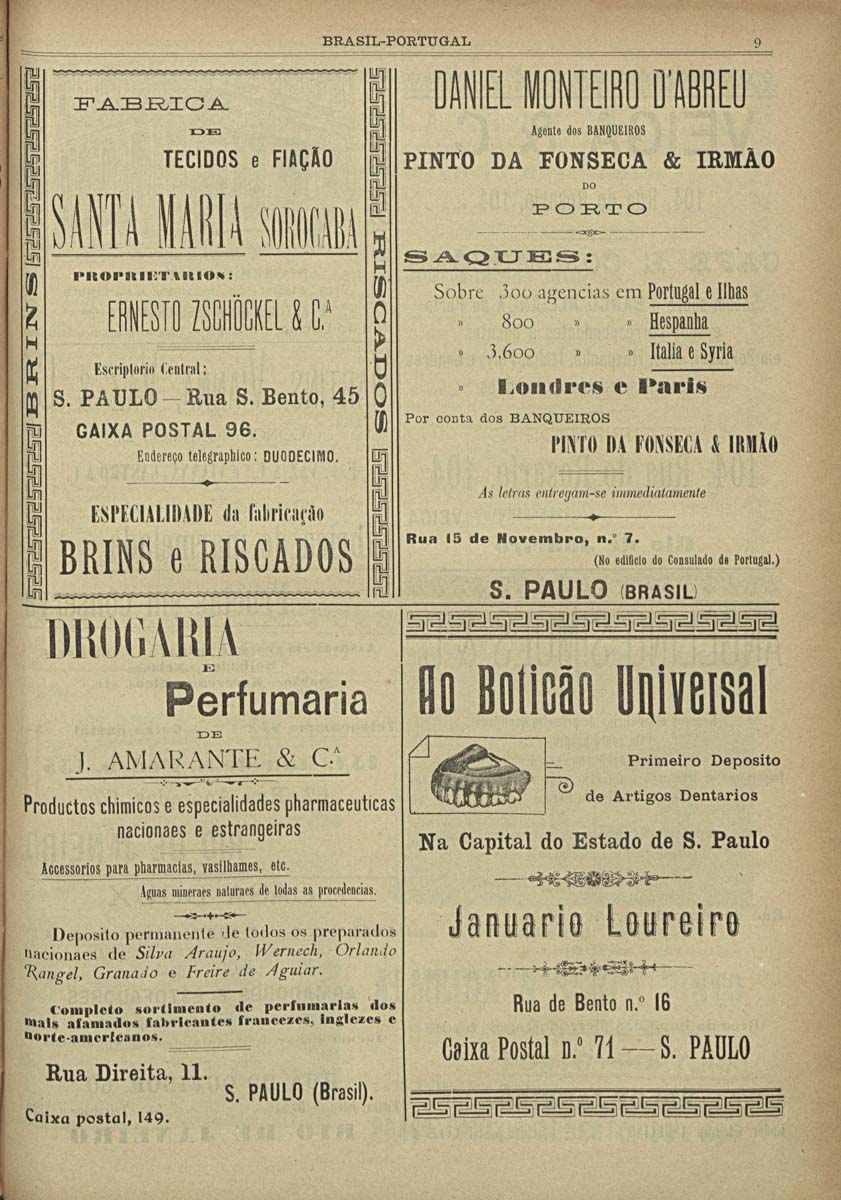 BRASIL-PORTUGAL
9
BRINS
RISCADOS
FABRICA
DE
TECIDOS e FIAÇÃO
SANTA MARIA SOROCABA
PROPRIETARIOS:
ERNESTO ZSCHÖCKEL & C.A
Escriptorio Central:
S. PAULO — Rua S. Bento, 45
CAIXA POSTAL 96.
Endereço telegraphico: DUODECIMO.
ESPECIALIDADE da fabricação
BRINS e RISCADOS
DANIEL MONTEIRO D'ABREU
Agente dos BANQUEIROS
PINTO DA FONSECA & IRMÃO
DO
PORTO
SAQUES:
Sobre 300 agencias em Portugal e Ilhas
» 800 » » Hespanha
» 3.600 » » Italia e Syria
» Londres e Paris
Por conta dos BANQUEIROS
PINTO DA FONSECA & IRMÃO
As letras entregam-se immediatamente
Rua 15 de Novembro, n.º 7.
(No edificio do Consulado de Portugal.)
S. PAULO (BRASIL)
DROGARIA
E
Perfumaria
DE
J. AMARANTE & C.A
Productos chimicos e especialidades pharmaceuticas
nacionaes e estrangeiras
Accessorios para pharmacias, vasilhames, etc.
Aguas mineraes naturaes de todas as procedencias.
Deposito permanente de todos os preparados
nacionaes de Silva Araujo, Wernech, Orlando
Rangel, Granado e Freire de Aguiar.
Completo sortimento de perfumarias dos
mais afamados fabricantes francezes, inglezes e
norte-americanos.
Rua Direita, 11.
S. PAULO (Brasil).
Caixa postal, 149.
Ao Boticão Universal
Primeiro Deposito
de Artigos Dentarios
Na Capital do Estado de S. Paulo
Januario Loureiro
Rua de Bento n.º 16
Caixa Postal n.º 71 — S. PAULO